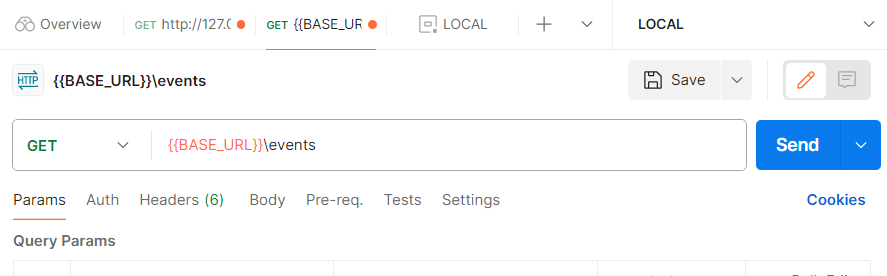 Overview GET http://127.0 GET {{BASE_UR LOCAL LOCAL
HTTP {{BASE_URL}}\events Save
GET {{BASE_URL}}\events Send
Params Auth Headers (6) Body Pre-req. Tests Settings Cookies
Query Params